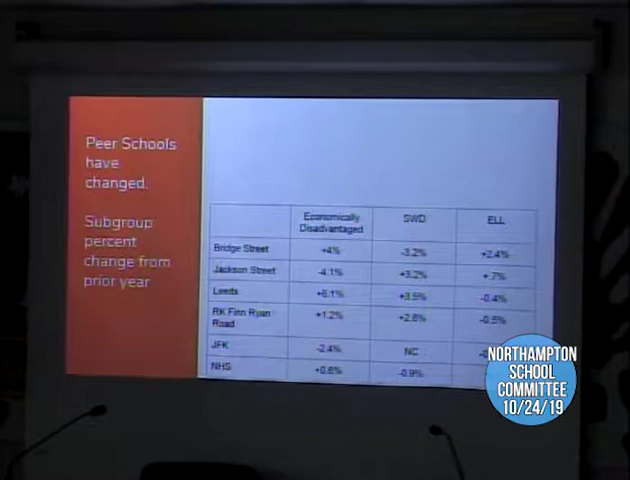 Peer Schools
have
changed.
Subgroup
percent
change from
prior year
Economically
Disadvantaged
SWD
ELL
Bridge Street +4% -3.2% +2.4%
Jackson Street -4.1% +3.2% +.7%
Leeds +6.1% +3.5% -0.4%
RK Finn Ryan
Road
+1.2% +2.6% -0.5%
JFK -2.4% NC
NHS +0.6% -0.9%
NORTHAMPTON
SCHOOL
COMMITTEE
10/24/19